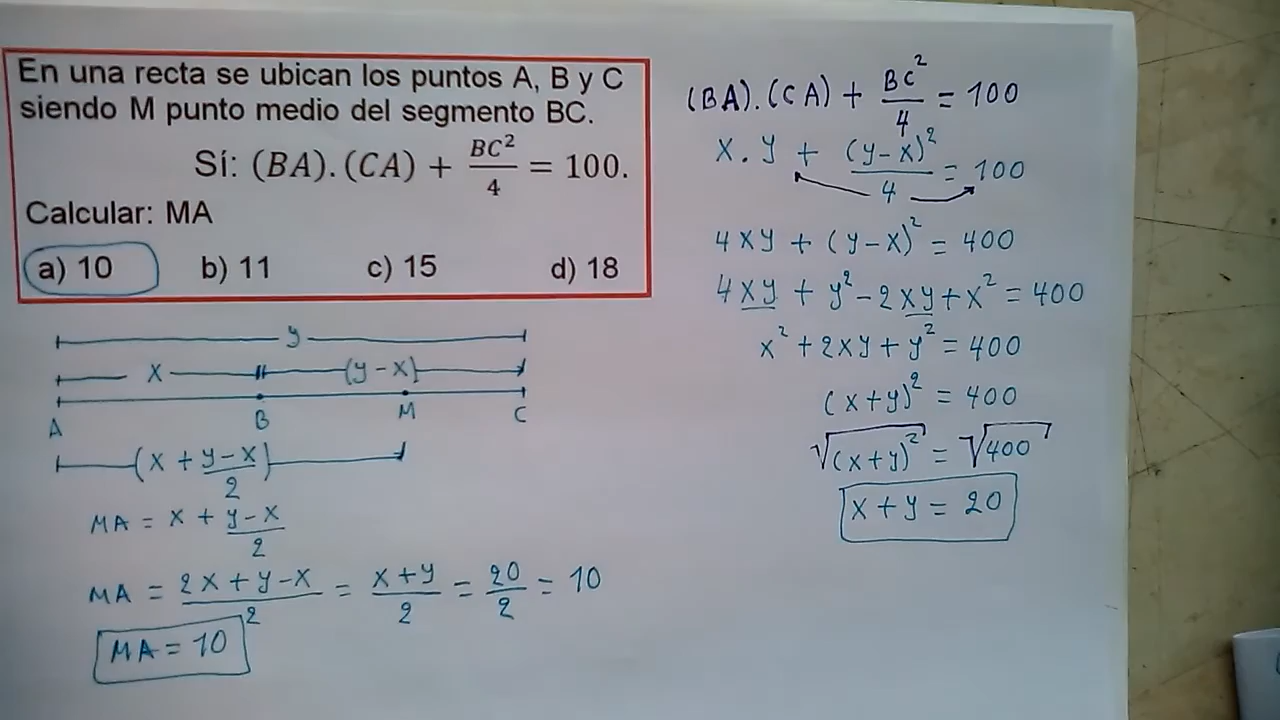 En una recta se ubican los puntos A, B y C
siendo M punto medio del segmento BC.
Sí: (BA).(CA) + BC²/4 = 100.
Calcular: MA
a) 10 b) 11 c) 15 d) 18
y
x (y-x)
A B M C
(x + y-x/2)
MA = x + y-x/2
MA = 2x+y-x/2 = x+y/2 = 20/2 = 10
MA = 10
(BA).(CA) + BC²/4 = 100
x.y + (y-x)²/4 = 100
4xy + (y-x)² = 400
4xy + y² - 2xy + x² = 400
x² + 2xy + y² = 400
(x+y)² = 400
√(x+y)² = √400
x + y = 20